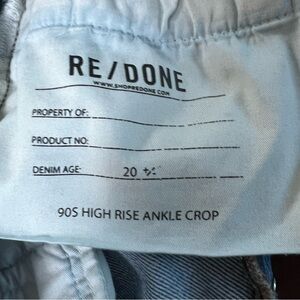 RE/DONE
WWW.SHOPREDONE.COM
PROPERTY OF:
PRODUCT NO:
DENIM AGE: 20 +/-
90S HIGH RISE ANKLE CROP